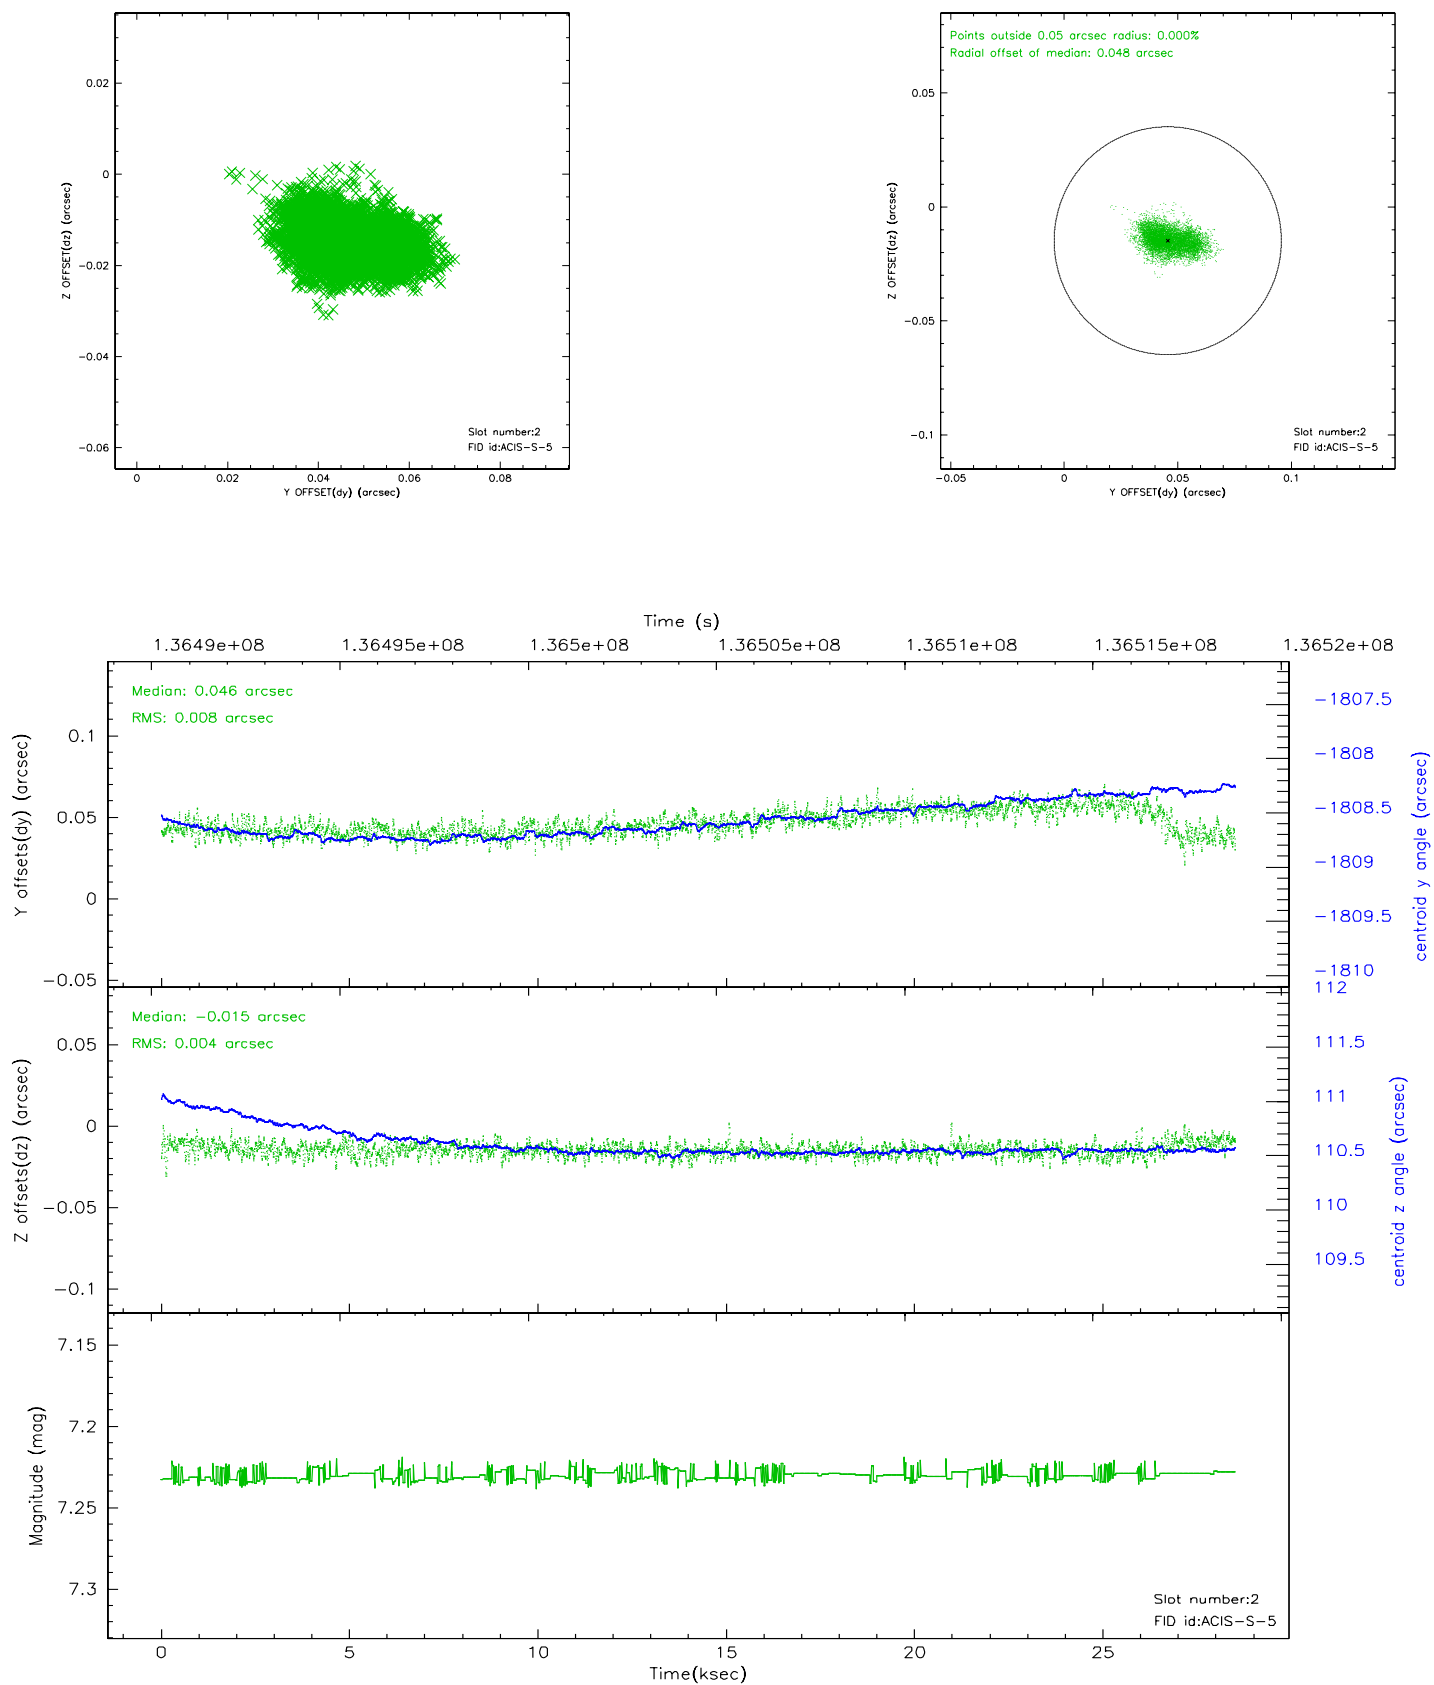 0.02
0
−0.02
−0.04
−0.06
Z OFFSET(dz) (arcsec)
Slot number:2
FID id:ACIS−S−5
0 0.02 0.04 0.06 0.08
Y OFFSET(dy) (arcsec)
Points outside 0.05 arcsec radius: 0.000%
Radial offset of median: 0.048 arcsec
0.05
0
−0.05
−0.1
Z OFFSET(dz) (arcsec)
Slot number:2
FID id:ACIS−S−5
−0.05 0 0.05 0.1
Y OFFSET(dy) (arcsec)
Time (s)
1.3649e+08 1.36495e+08 1.365e+08 1.36505e+08 1.3651e+08 1.36515e+08 1.3652e+08
Median: 0.046 arcsec
RMS: 0.008 arcsec
0.1
0.05
0
−0.05
Y offsets(dy) (arcsec)
−1807.5
−1808
−1808.5
−1809
−1809.5
−1810
centroid y angle (arcsec)
Median: −0.015 arcsec
RMS: 0.004 arcsec
0.05
0
−0.05
−0.1
Z offsets(dz) (arcsec)
112
111.5
111
110.5
110
109.5
centroid z angle (arcsec)
7.15
7.2
7.25
7.3
Magnitude (mag)
Slot number:2
FID id:ACIS−S−5
0 5 10 15 20 25
Time(ksec)